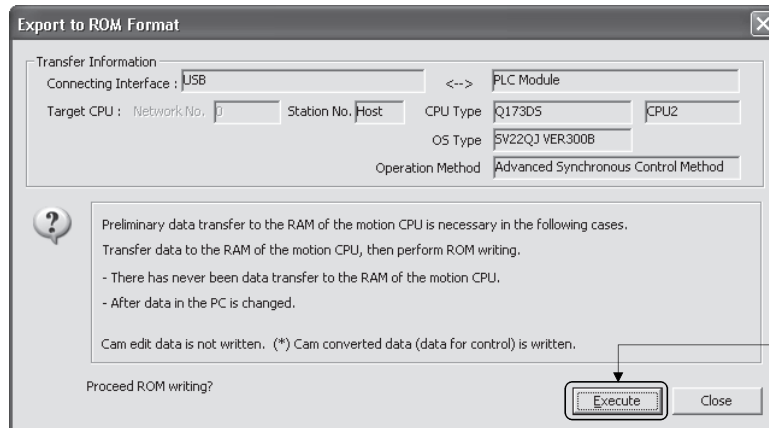 Export to ROM Format
Transfer Information
Connecting Interface : USB <--> PLC Module
Target CPU : Network No. 0 Station No. Host CPU Type Q173DS CPU2
OS Type SV22QJ VER300B
Operation Method Advanced Synchronous Control Method
Preliminary data transfer to the RAM of the motion CPU is necessary in the following cases.
Transfer data to the RAM of the motion CPU, then perform ROM writing.
- There has never been data transfer to the RAM of the motion CPU.
- After data in the PC is changed.
Cam edit data is not written. (*) Cam converted data (data for control) is written.
Proceed ROM writing?
Execute Close